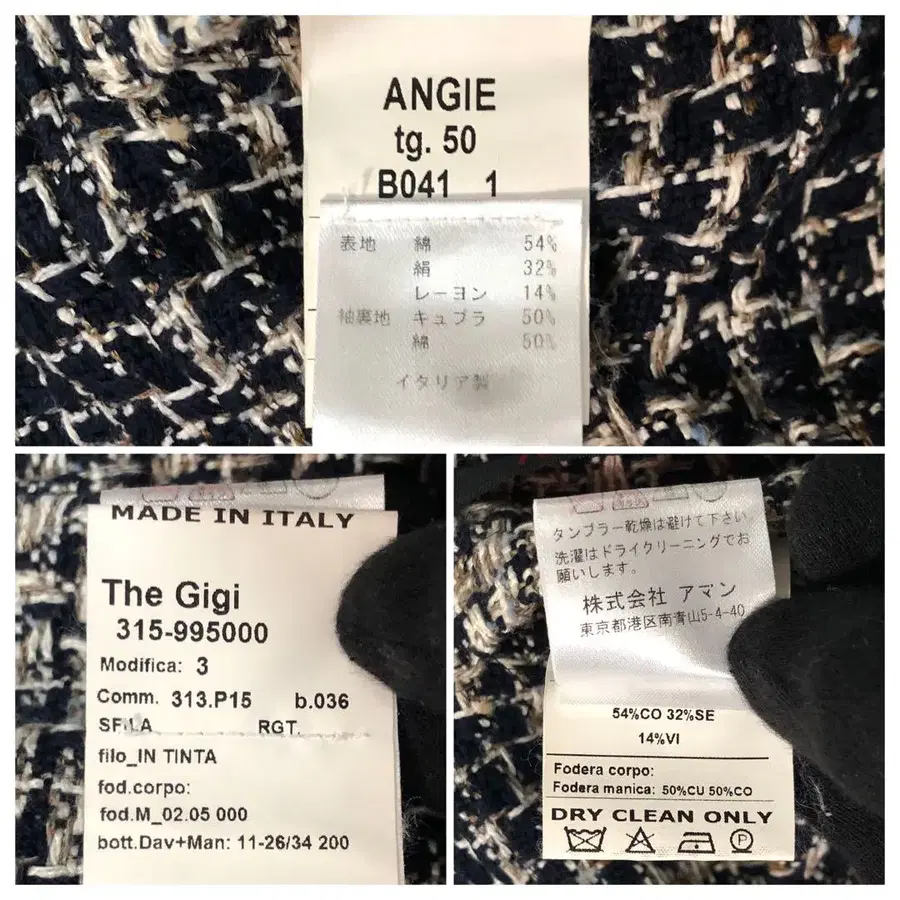 ANGIE
tg. 50
B041 1
表地 綿 54%
絹 32%
レーヨン 14%
袖裏地 キュプラ 50%
綿 50%
イタリア製
MADE IN ITALY
The Gigi
315-995000
Modifica: 3
Comm. 313.P15 b.036
RGT.
filo_IN TINTA
fod.corpo:
fod.M_02.05 000
bott.Dav+Man: 11-26/34 200
タンブラー乾燥は避けて下さい
洗濯はドライクリーニングでお
願いします。
株式会社 アマン
東京都港区南青山5-4-40
54%CO 32%SE
14%VI
Fodera corpo:
Fodera manica: 50%CU 50%CO
DRY CLEAN ONLY
P